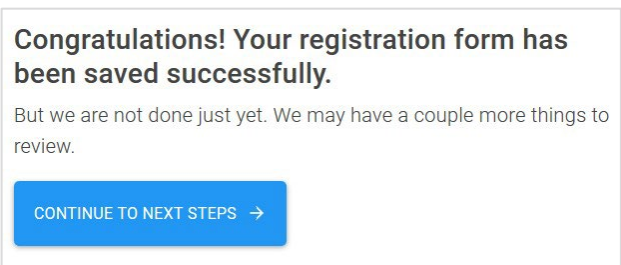 Congratulations! Your registration form has
been saved successfully.
But we are not done just yet. We may have a couple more things to
review.
CONTINUE TO NEXT STEPS →